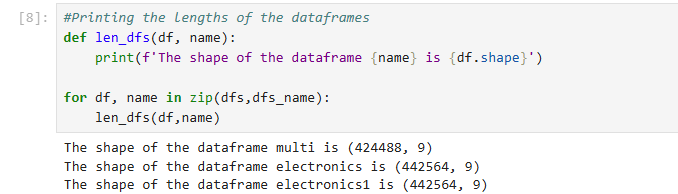 [8]: #Printing the lengths of the dataframes
def len_dfs(df, name):
    print(f'The shape of the dataframe {name} is {df.shape}')

for df, name in zip(dfs,dfs_name):
    len_dfs(df,name)
The shape of the dataframe multi is (424488, 9)
The shape of the dataframe electronics is (442564, 9)
The shape of the dataframe electronics1 is (442564, 9)